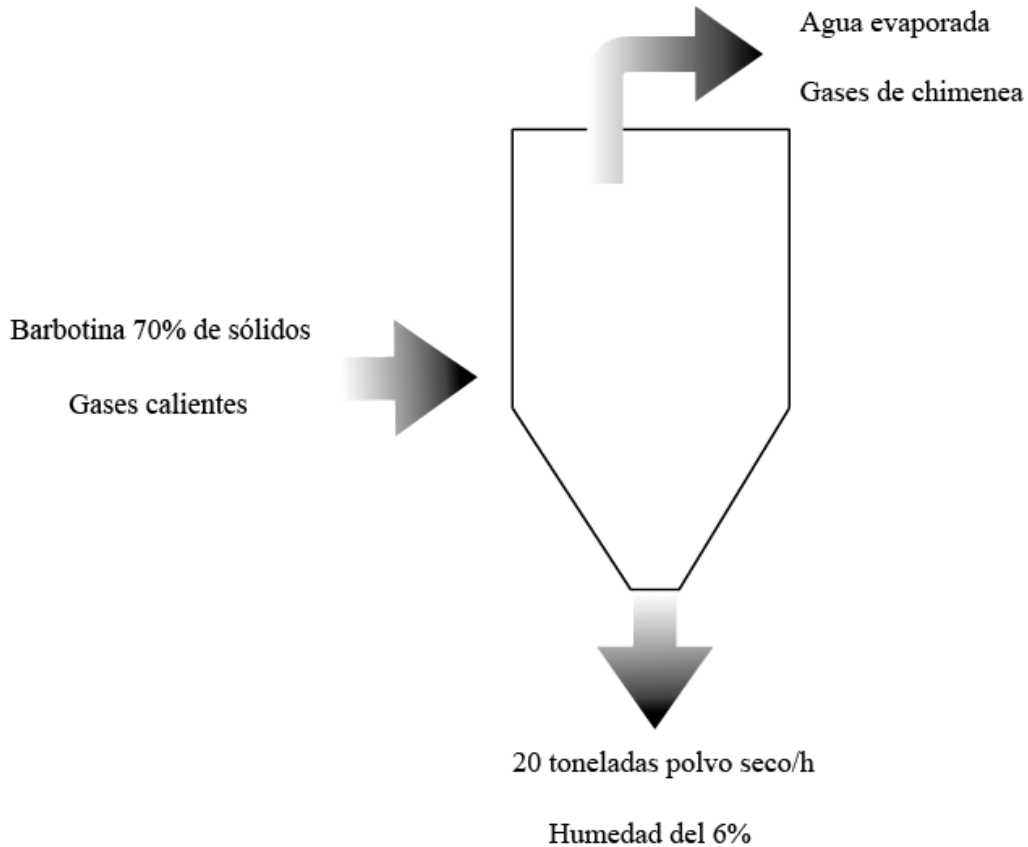 Agua evaporada
Gases de chimenea
Barbotina 70% de sólidos
Gases calientes
20 toneladas polvo seco/h
Humedad del 6%